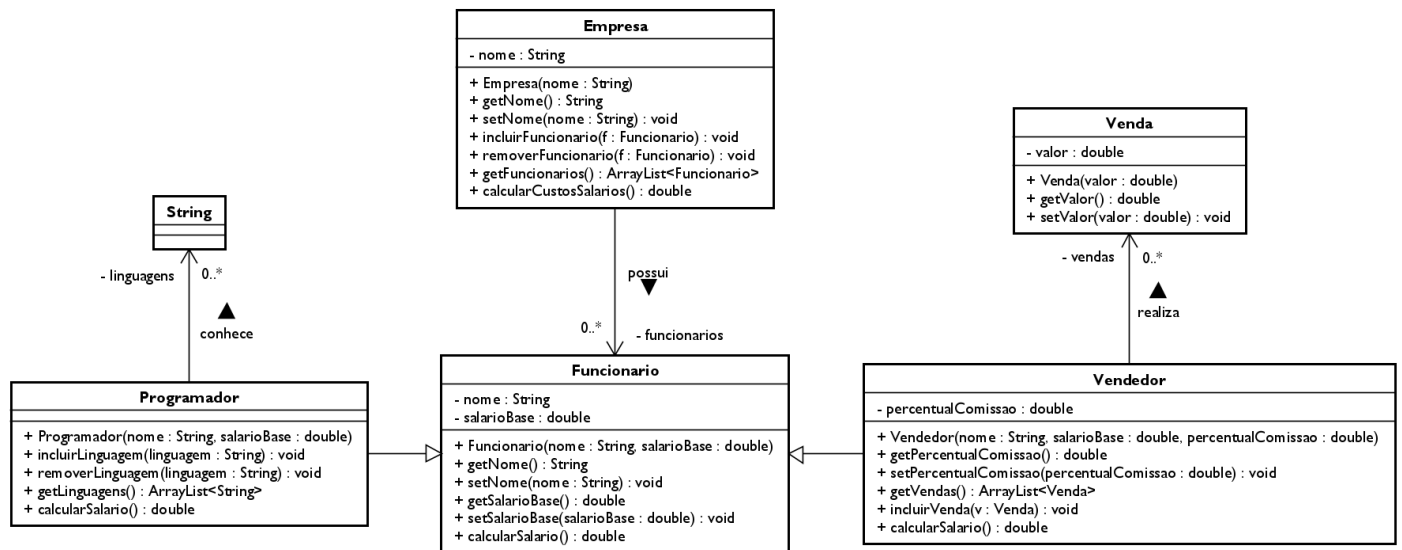 Empresa
- nome : String
+ Empresa(nome : String)
+ getNome() : String
+ setNome(nome : String) : void
+ incluirFuncionario(f : Funcionario) : void
+ removerFuncionario(f : Funcionario) : void
+ getFuncionarios() : ArrayList<Funcionario>
+ calcularCustosSalarios() : double
Venda
- valor : double
+ Venda(valor : double)
+ getValor() : double
+ setValor(valor : double) : void
String
- linguagens 0..*
conhece
possui
0..* - funcionarios
- vendas 0..*
realiza
Programador
+ Programador(nome : String, salarioBase : double)
+ incluirLinguagem(linguagem : String) : void
+ removerLinguagem(linguagem : String) : void
+ getLinguagens() : ArrayList<String>
+ calcularSalario() : double
Funcionario
- nome : String
- salarioBase : double
+ Funcionario(nome : String, salarioBase : double)
+ getNome() : String
+ setNome(nome : String) : void
+ getSalarioBase() : double
+ setSalarioBase(salarioBase : double) : void
+ calcularSalario() : double
Vendedor
- percentualComissao : double
+ Vendedor(nome : String, salarioBase : double, percentualComissao : double)
+ getPercentualComissao() : double
+ setPercentualComissao(percentualComissao : double) : void
+ getVendas() : ArrayList<Venda>
+ incluirVenda(v : Venda) : void
+ calcularSalario() : double